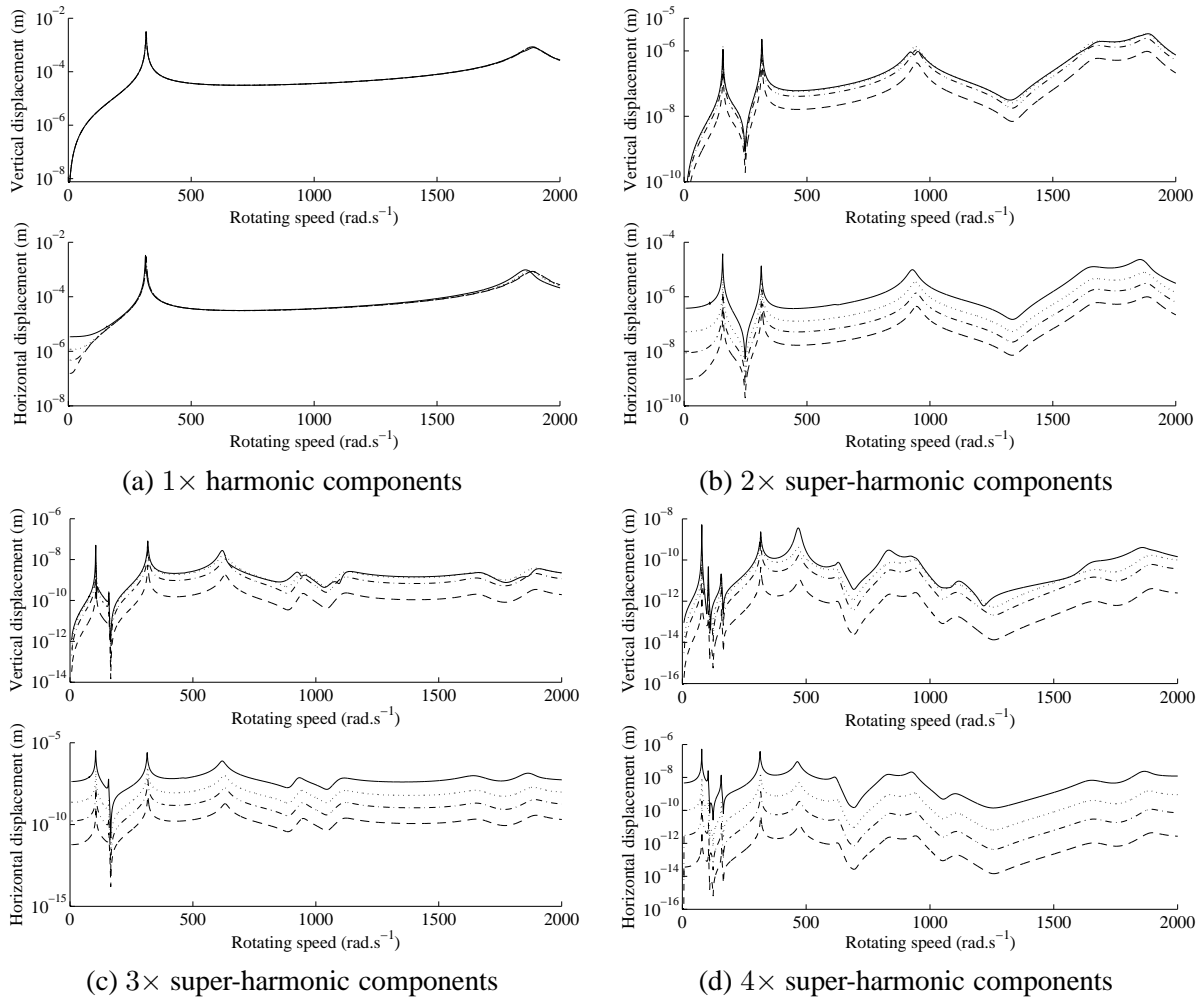 10−2
10−4
10−6
10−8
Vertical displacement (m)
0 500 1000 1500 2000
Rotating speed (rad.s−1)
10−2
10−4
10−6
10−8
Horizontal displacement (m)
0 500 1000 1500 2000
Rotating speed (rad.s−1)
(a) 1× harmonic components
10−5
10−6
10−8
10−10
Vertical displacement (m)
0 500 1000 1500 2000
Rotating speed (rad.s−1)
10−4
10−6
10−8
10−10
Horizontal displacement (m)
0 500 1000 1500 2000
Rotating speed (rad.s−1)
(b) 2× super-harmonic components
10−6
10−8
10−10
10−12
10−14
Vertical displacement (m)
0 500 1000 1500 2000
Rotating speed (rad.s−1)
10−5
10−10
10−15
Horizontal displacement (m)
0 500 1000 1500 2000
Rotating speed (rad.s−1)
(c) 3× super-harmonic components
10−8
10−10
10−12
10−14
10−16
Vertical displacement (m)
0 500 1000 1500 2000
Rotating speed (rad.s−1)
10−6
10−8
10−10
10−12
10−14
10−16
Horizontal displacement (m)
0 500 1000 1500 2000
Rotating speed (rad.s−1)
(d) 4× super-harmonic components